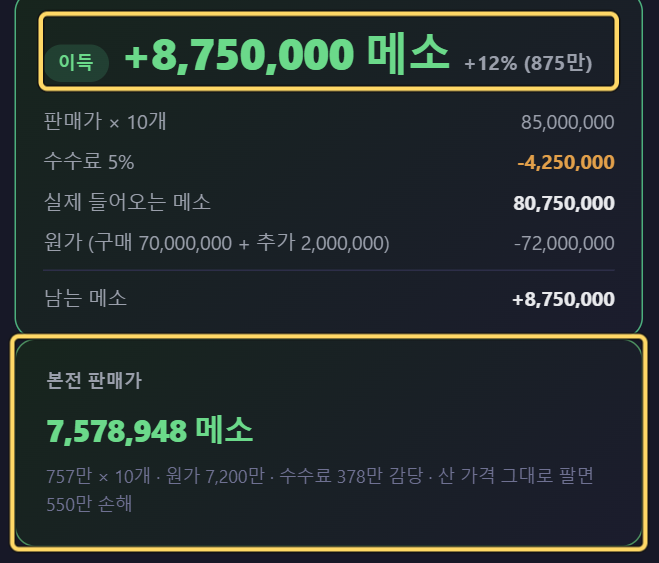 이득 +8,750,000 메소 +12% (875만)
판매가 × 10개 85,000,000
수수료 5% -4,250,000
실제 들어오는 메소 80,750,000
원가 (구매 70,000,000 + 추가 2,000,000) -72,000,000
남는 메소 +8,750,000
본전 판매가
7,578,948 메소
757만 × 10개 · 원가 7,200만 · 수수료 378만 감당 · 산 가격 그대로 팔면
550만 손해